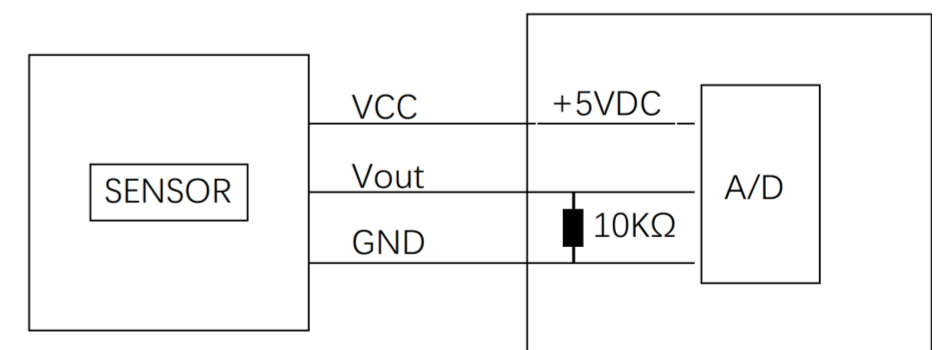 VCC
+5VDC
SENSOR
Vout
A/D
10KΩ
GND